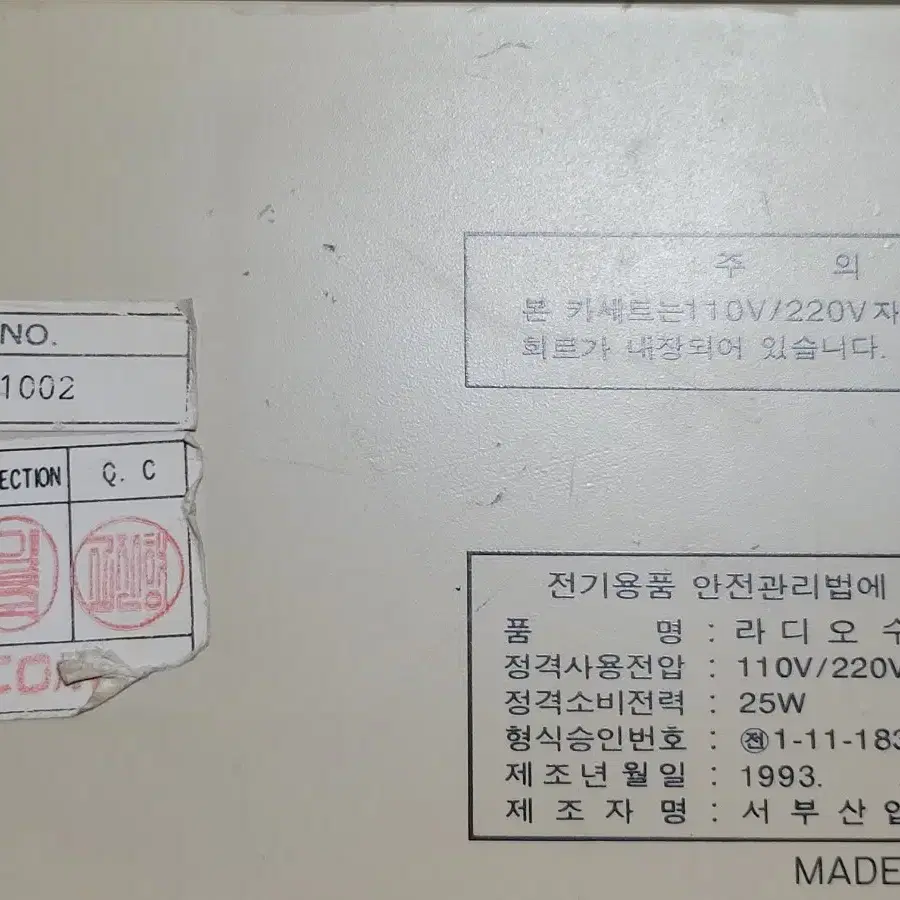 NO.
1002
ECTION
Q. C
주 의
본 카세트는110V/220V자
회로가 내장되어 있습니다.
전기용품 안전관리법에
품 명 : 라디오수
정격사용전압 : 110V/220V
정격소비전력 : 25W
형식승인번호 : ㉠1-11-183
제조년월일 : 1993.
제조자명 : 서부산업
MADE